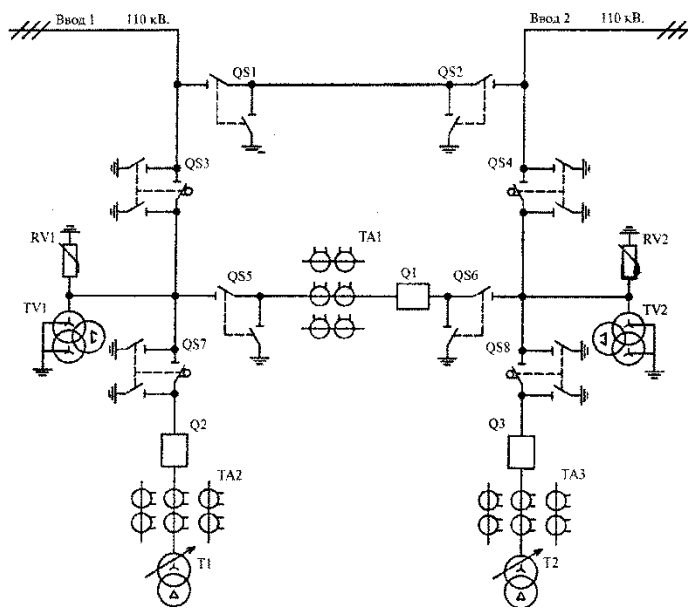 Ввод 1 110 кВ.
Ввод 2 110 кВ.
QS1
QS2
QS3
QS4
RV1
TA1
RV2
QS5
Q1
QS6
TV1
TV2
QS7
QS8
Q2
Q3
TA2
TA3
T1
T2